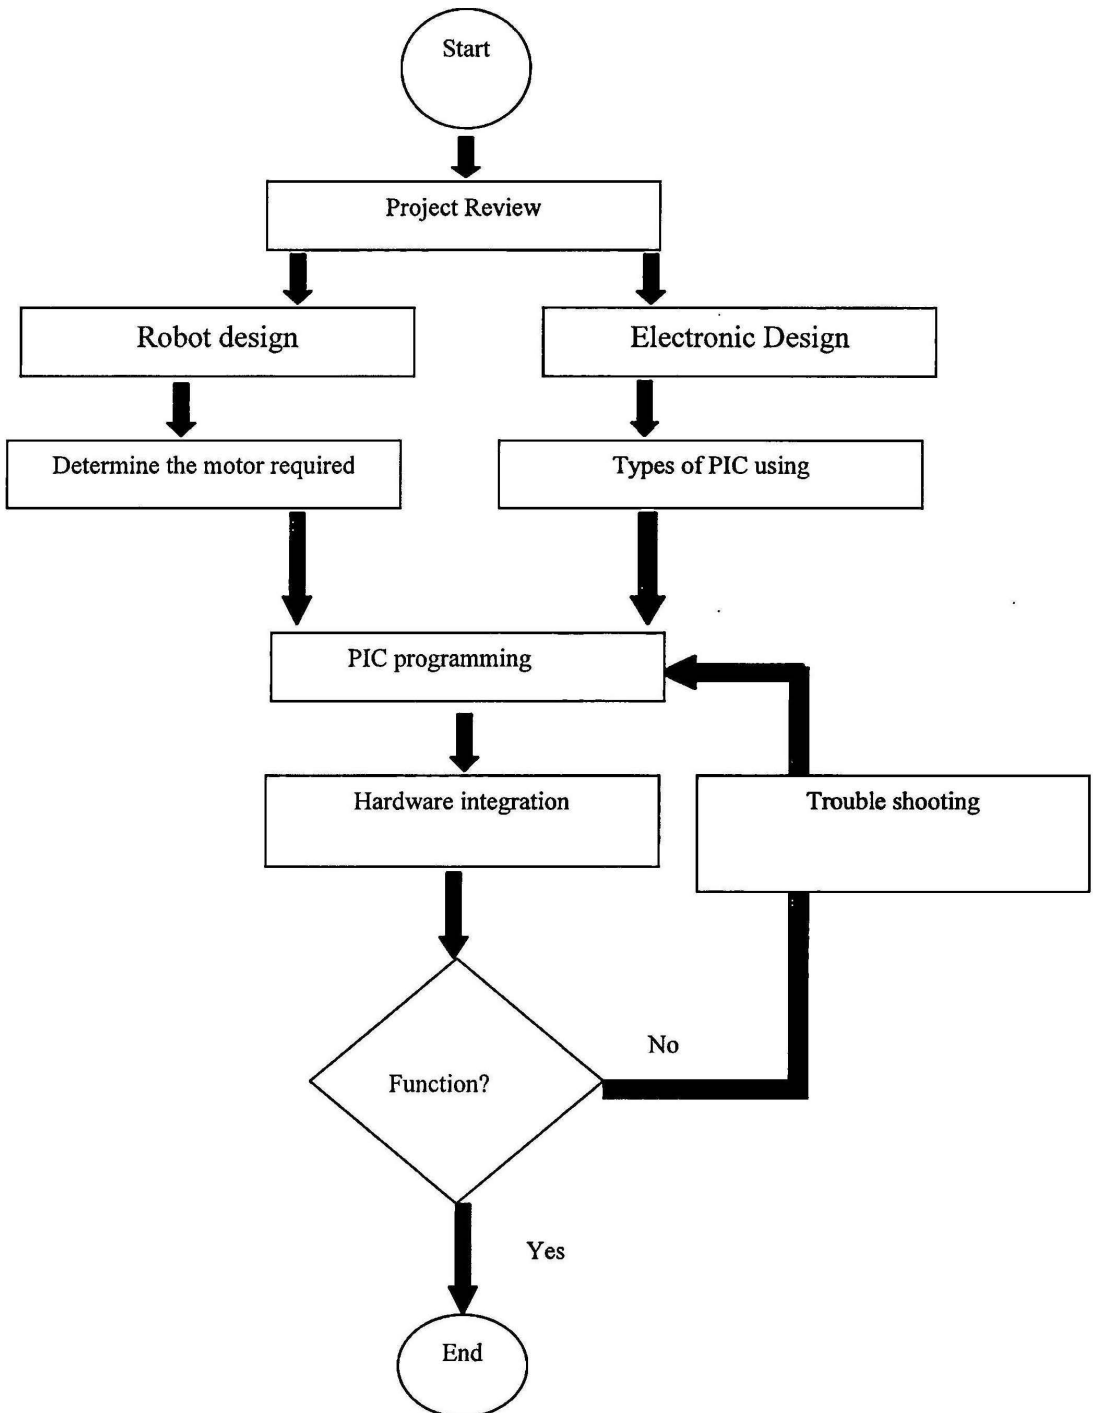 Start
Project Review
Robot design
Electronic Design
Determine the motor required
Types of PIC using
PIC programming
Hardware integration
Trouble shooting
No
Function?
Yes
End